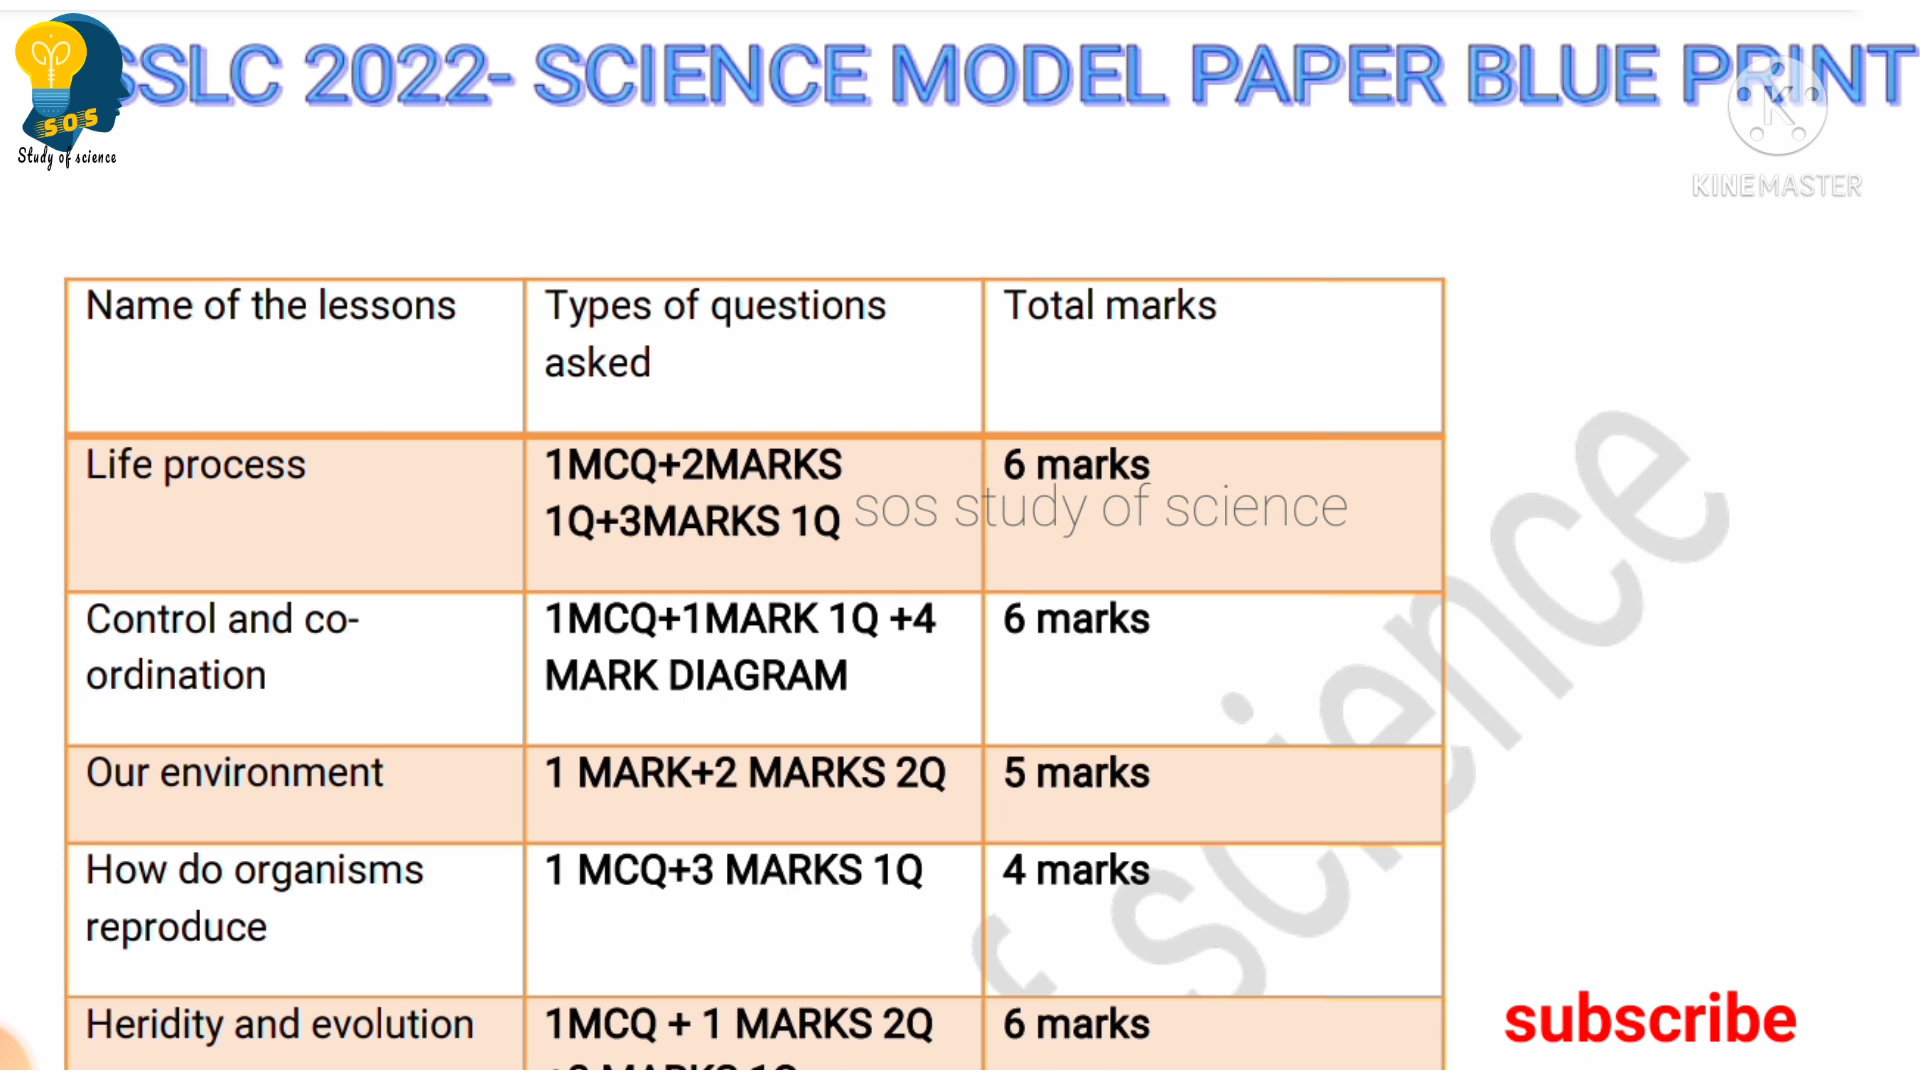 SSLC 2022- SCIENCE MODEL PAPER BLUE PRINT
SOS
Study of science
KINEMASTER
Name of the lessons
Types of questions
asked
Total marks
Life process
1MCQ+2MARKS
1Q+3MARKS 1Q
6 marks
sos study of science
Control and co-
ordination
1MCQ+1MARK 1Q +4
MARK DIAGRAM
6 marks
Our environment
1 MARK+2 MARKS 2Q
5 marks
How do organisms
reproduce
1 MCQ+3 MARKS 1Q
4 marks
Heridity and evolution
1MCQ + 1 MARKS 2Q
6 marks
f science
subscribe